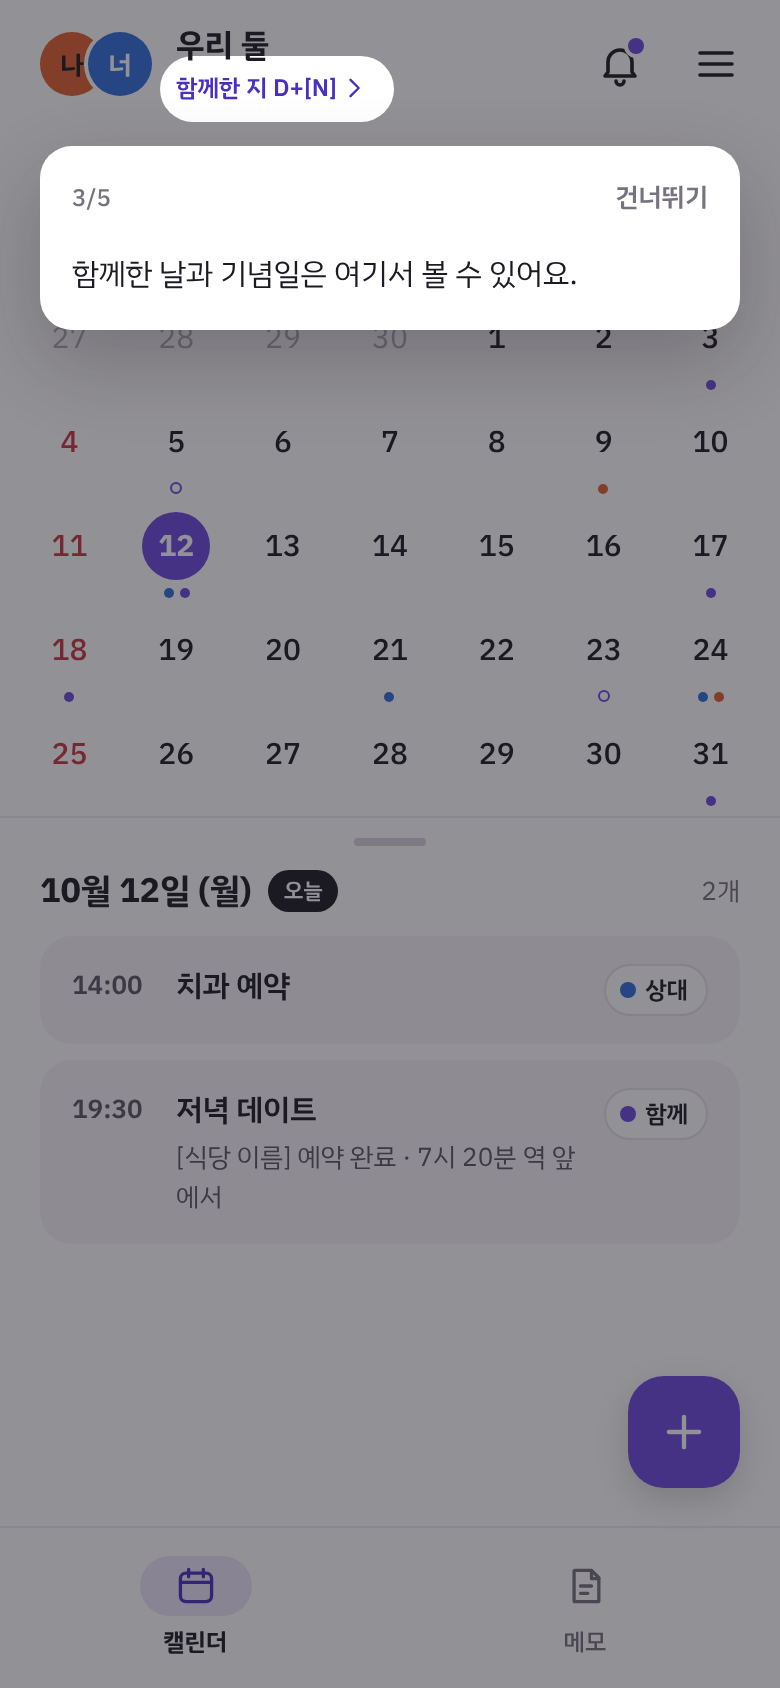 나 너 우리 둘
함께한 지 D+[N]
3/5 건너뛰기
함께한 날과 기념일은 여기서 볼 수 있어요.
27 28 29 30 1 2 3
4 5 6 7 8 9 10
11 12 13 14 15 16 17
18 19 20 21 22 23 24
25 26 27 28 29 30 31
10월 12일 (월) 오늘 2개
14:00 치과 예약 상대
19:30 저녁 데이트 함께
[식당 이름] 예약 완료 · 7시 20분 역 앞
에서
캘린더 메모